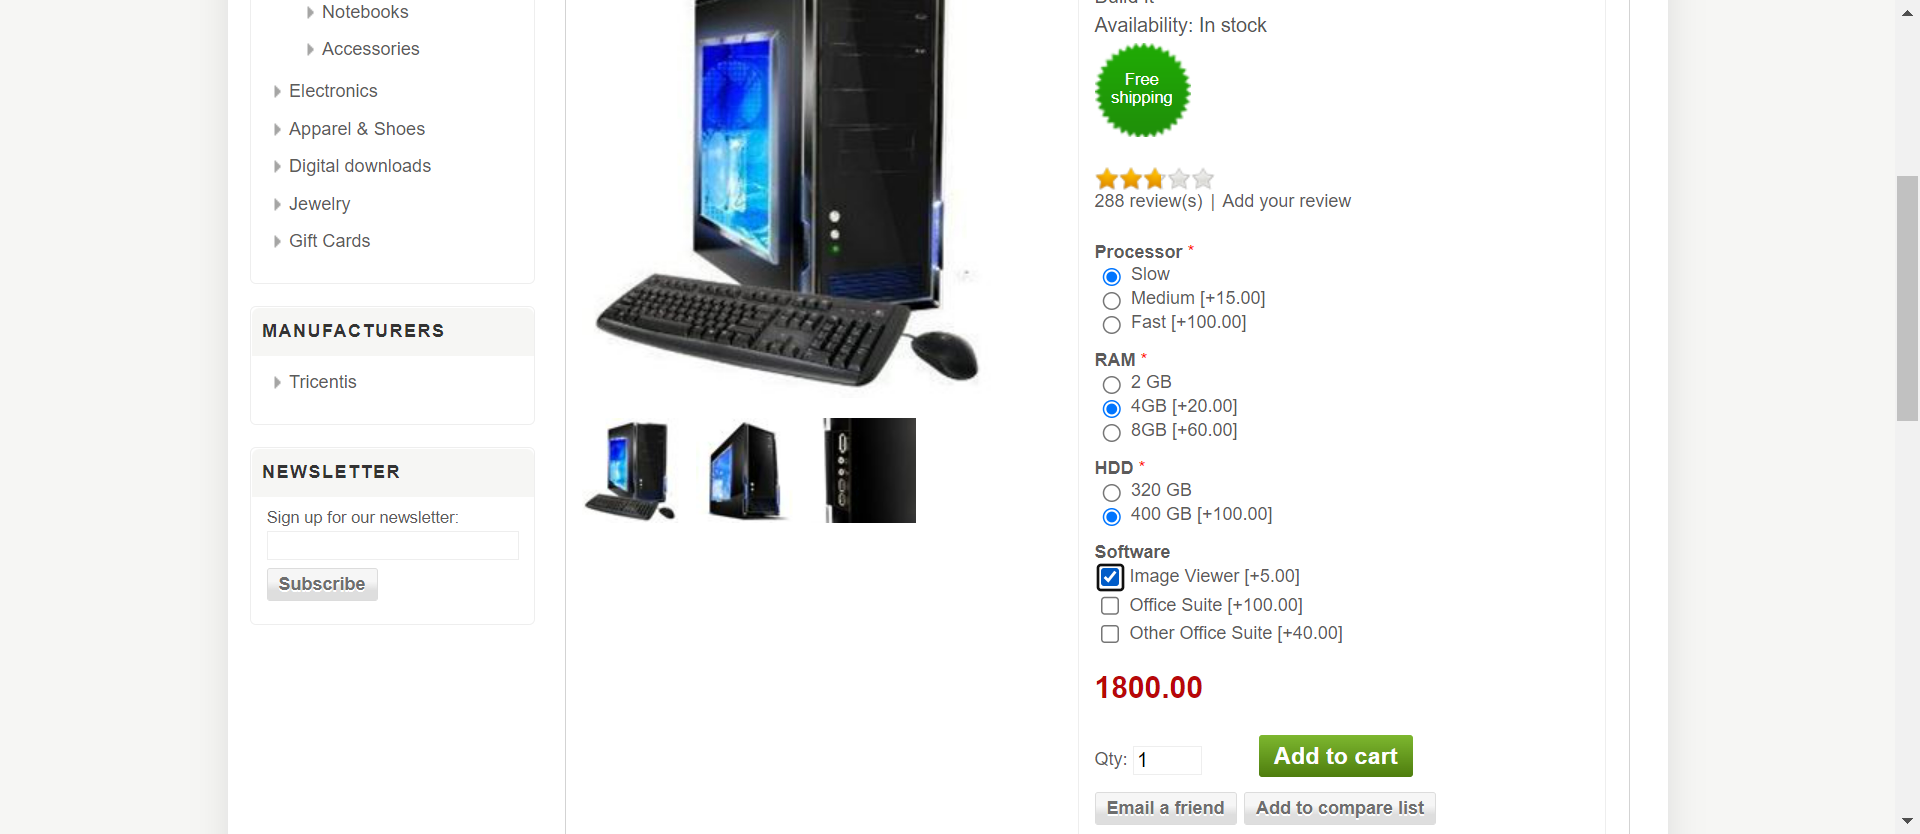 Notebooks
Accessories
Electronics
Apparel & Shoes
Digital downloads
Jewelry
Gift Cards
MANUFACTURERS
Tricentis
NEWSLETTER
Sign up for our newsletter:
Subscribe
Availability: In stock
Free
shipping
288 review(s) | Add your review
Processor *
Slow
Medium [+15.00]
Fast [+100.00]
RAM *
2 GB
4GB [+20.00]
8GB [+60.00]
HDD *
320 GB
400 GB [+100.00]
Software
Image Viewer [+5.00]
Office Suite [+100.00]
Other Office Suite [+40.00]
1800.00
Qty: 1
Add to cart
Email a friend
Add to compare list